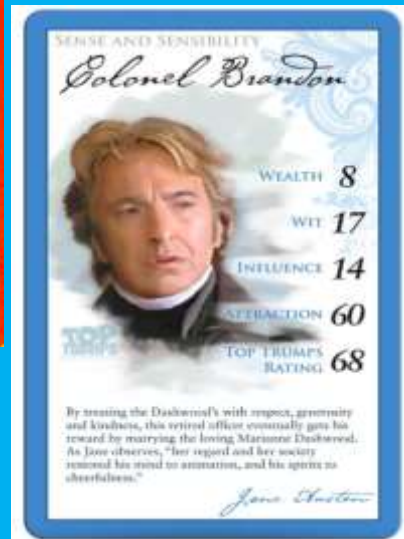 SENSE AND SENSIBILITY
Colonel Brandon
WEALTH 8
WIT 17
INFLUENCE 14
ATTRACTION 60
TOP TRUMPS
RATING 68
TOP
TRUMPS
By treating the Dashwood's with respect, generosity
and kindness, this retired officer eventually gets his
reward by marrying the loving Marianne Dashwood.
As Jane observes, "her regard and her society
restored his mind to animation, and his spirits to
cheerfulness."
Jane Austen